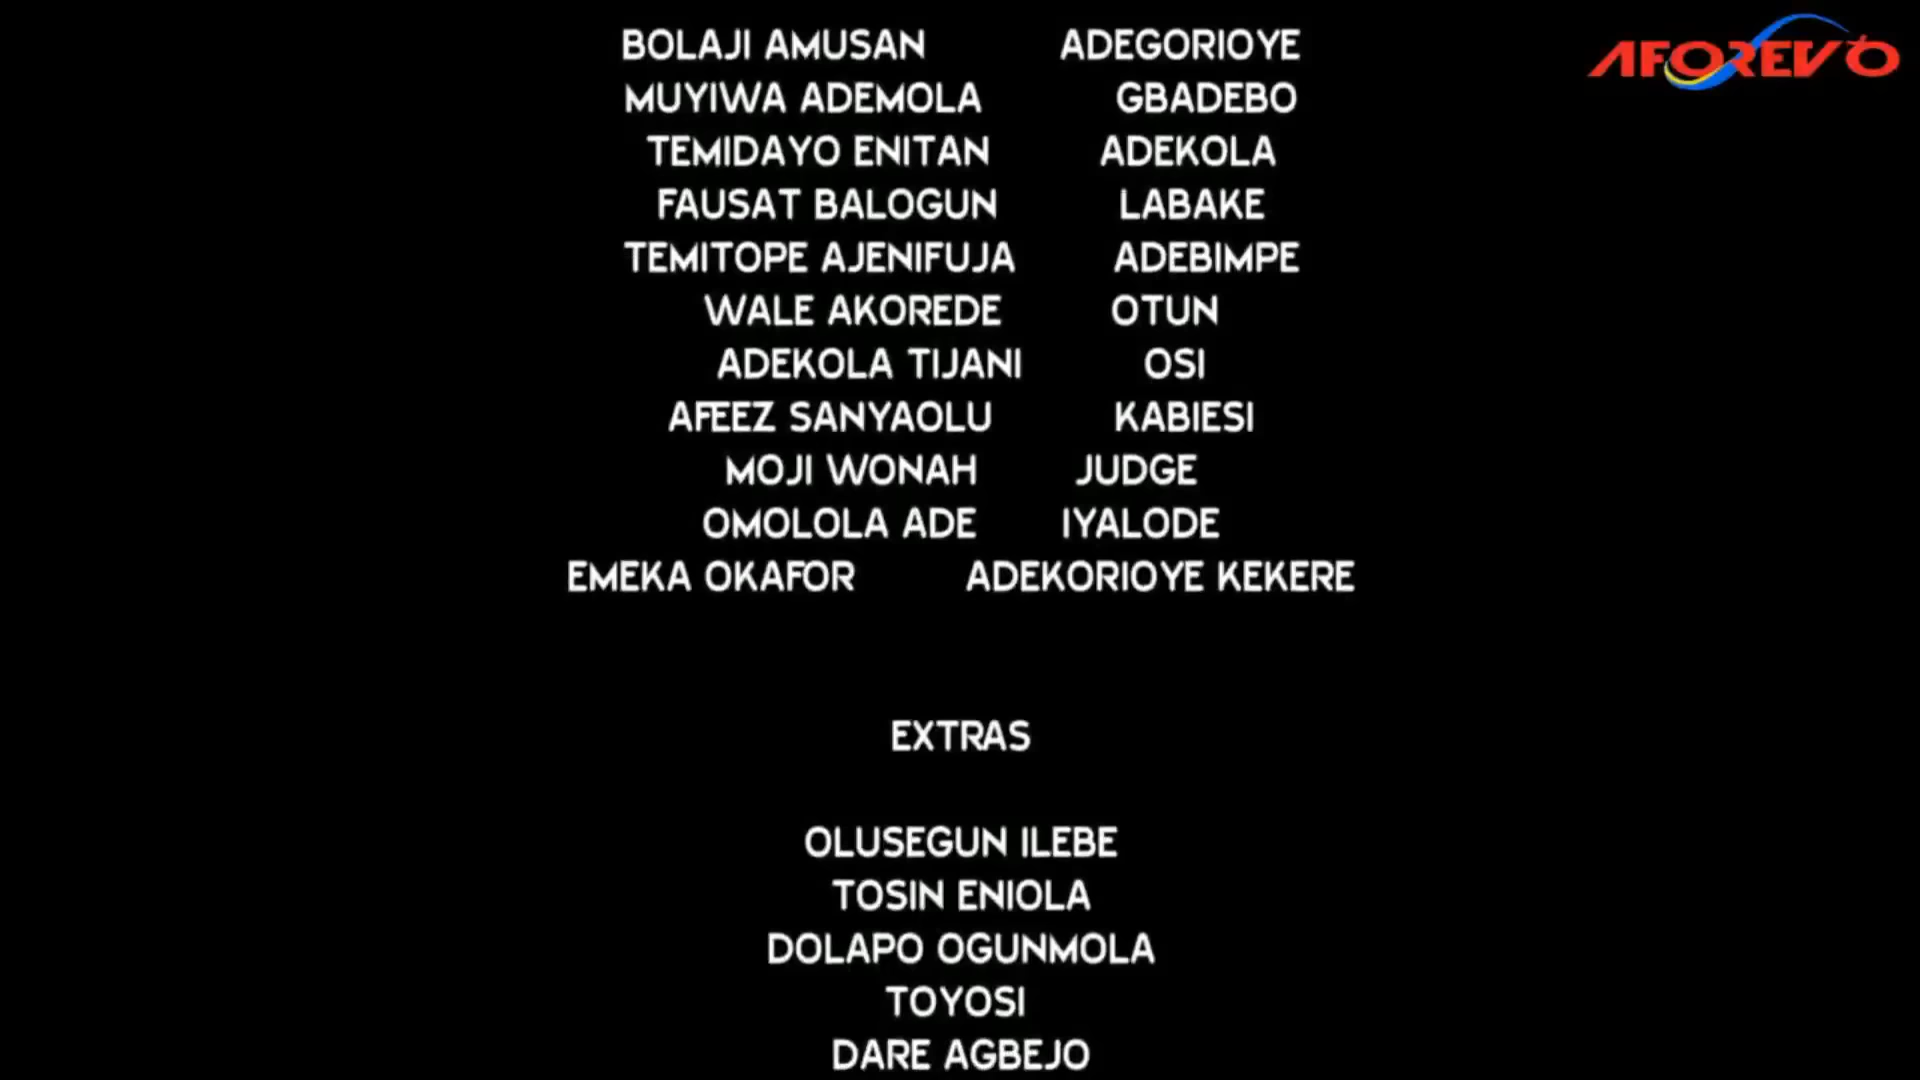 BOLAJI AMUSAN ADEGORIOYE
AFOREVO
MUYIWA ADEMOLA GBADEBO
TEMIDAYO ENITAN ADEKOLA
FAUSAT BALOGUN LABAKE
TEMITOPE AJENIFUJA ADEBIMPE
WALE AKOREDE OTUN
ADEKOLA TIJANI OSI
AFEEZ SANYAOLU KABIESI
MOJI WONAH JUDGE
OMOLOLA ADE IYALODE
EMEKA OKAFOR ADEKORIOYE KEKERE
EXTRAS
OLUSEGUN ILEBE
TOSIN ENIOLA
DOLAPO OGUNMOLA
TOYOSI
DARE AGBEJO